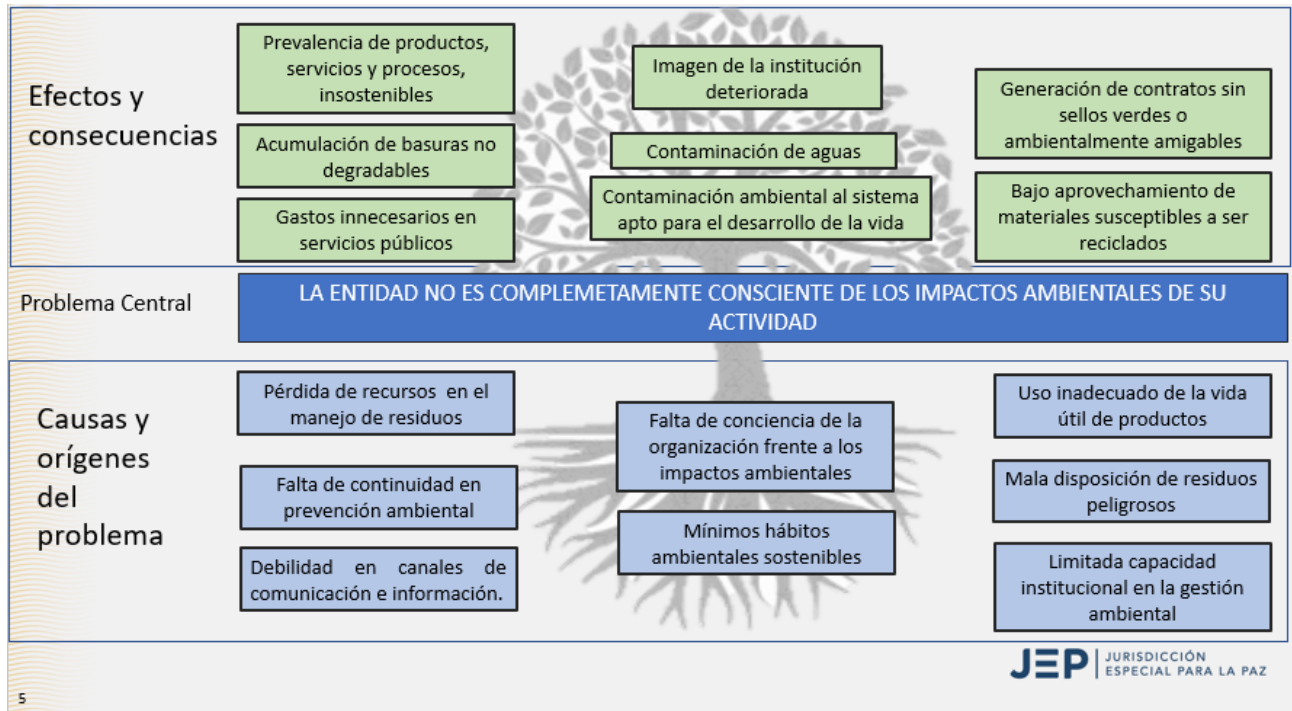 Efectos y
consecuencias
Prevalencia de productos,
servicios y procesos,
insostenibles
Acumulación de basuras no
degradables
Gastos innecesarios en
servicios públicos
Imagen de la institución
deteriorada
Contaminación de aguas
Contaminación ambiental al sistema
apto para el desarrollo de la vida
Generación de contratos sin
sellos verdes o
ambientalmente amigables
Bajo aprovechamiento de
materiales susceptibles a ser
reciclados
Problema Central
LA ENTIDAD NO ES COMPLEMETAMENTE CONSCIENTE DE LOS IMPACTOS AMBIENTALES DE SU
ACTIVIDAD
Causas y
orígenes
del
problema
Pérdida de recursos en el
manejo de residuos
Falta de continuidad en
prevención ambiental
Debilidad en canales de
comunicación e información.
Falta de conciencia de la
organización frente a los
impactos ambientales
Mínimos hábitos
ambientales sostenibles
Uso inadecuado de la vida
útil de productos
Mala disposición de residuos
peligrosos
Limitada capacidad
institucional en la gestión
ambiental
JEP
JURISDICCIÓN
ESPECIAL PARA LA PAZ
5